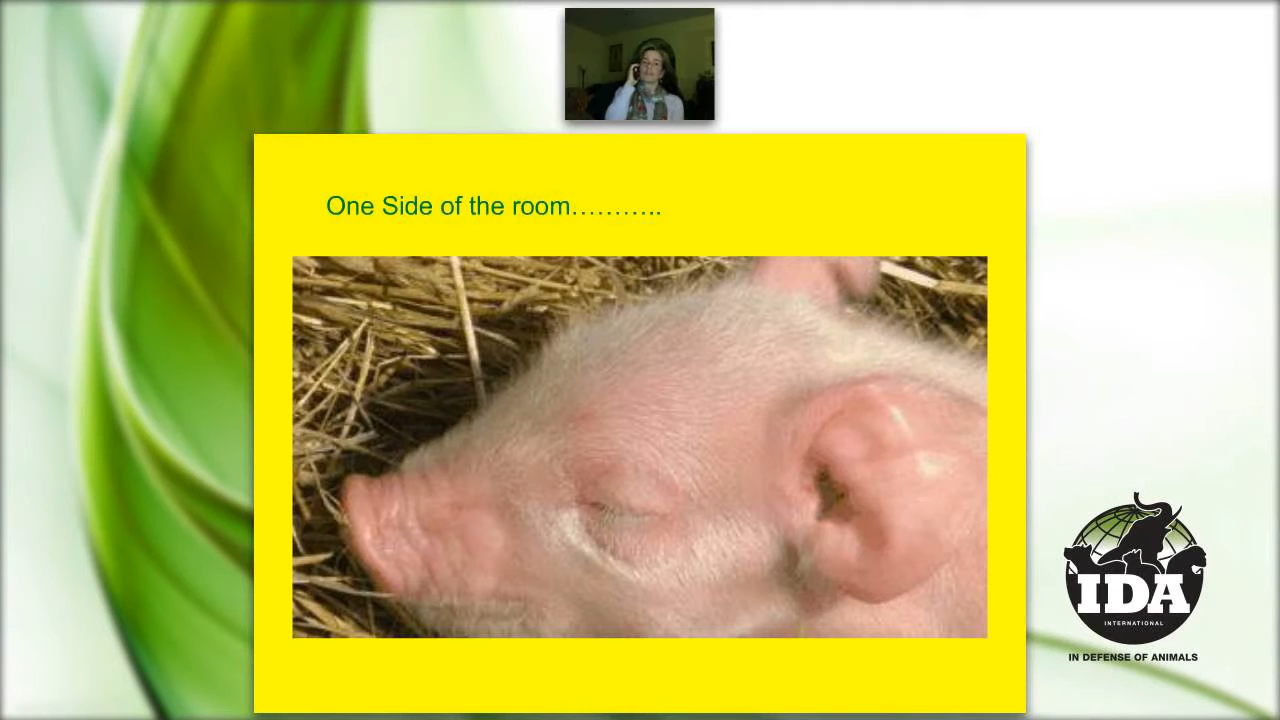 One Side of the room………..
IDA
INTERNATIONAL
IN DEFENSE OF ANIMALS